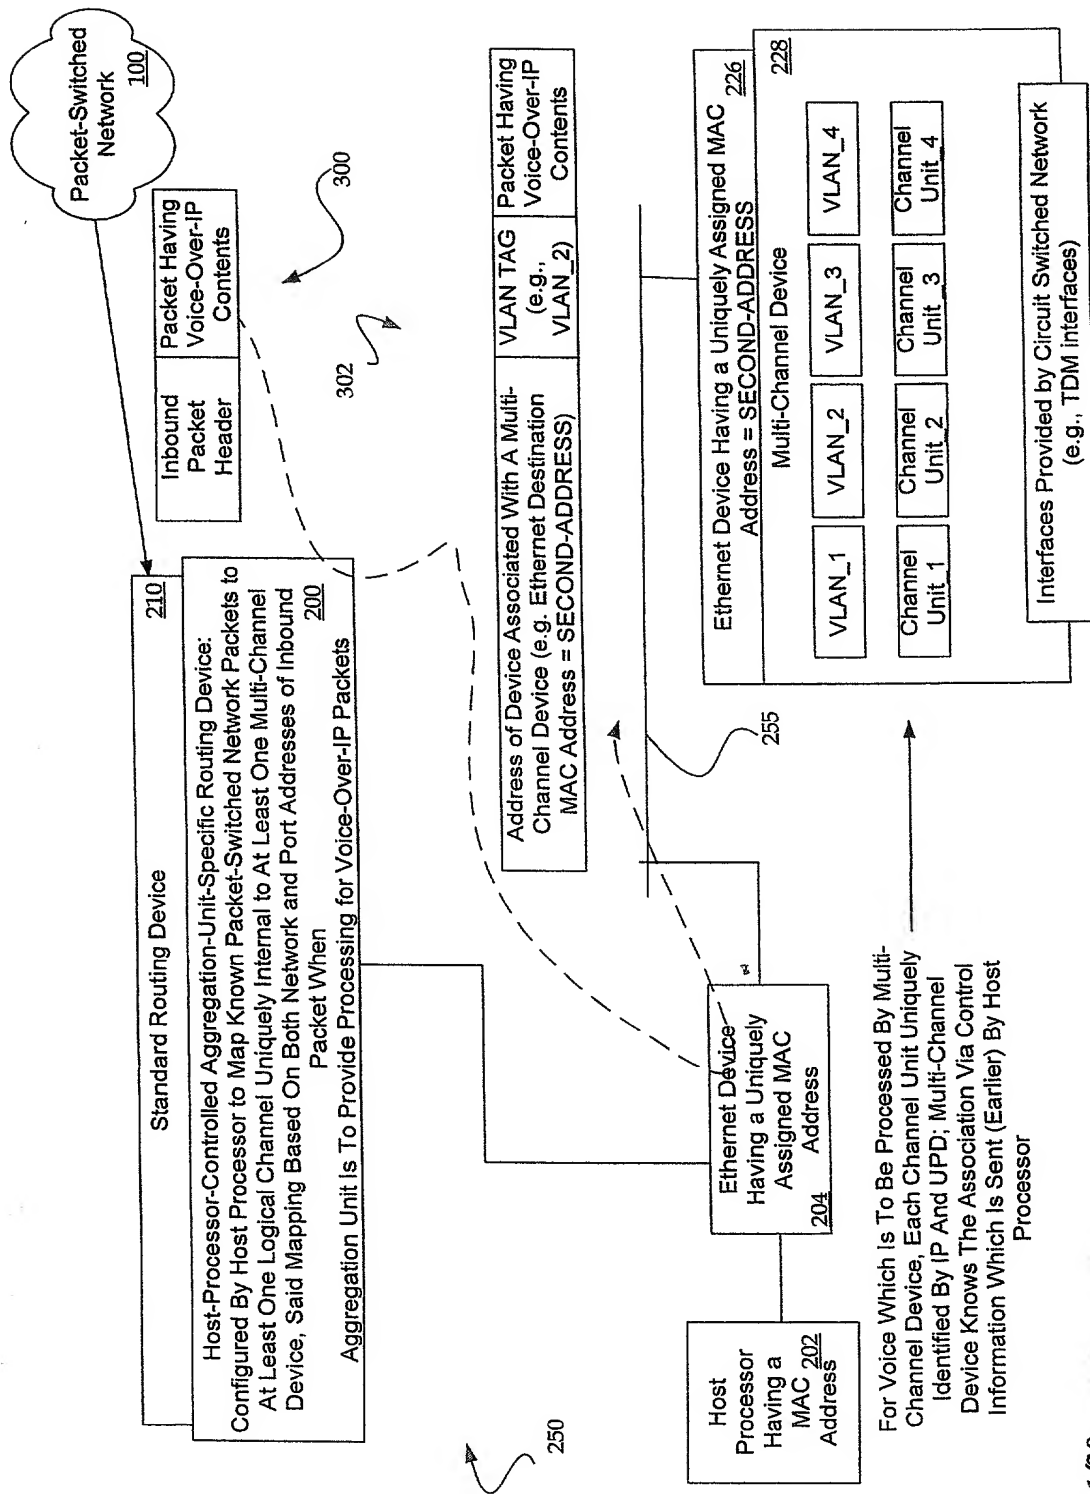 Packet-Switched
Network
100
Standard Routing Device
210
Host-Processor-Controlled Aggregation-Unit-Specific Routing Device:
Configured By Host Processor to Map Known Packet-Switched Network Packets to
At Least One Logical Channel Uniquely Internal to At Least One Multi-Channel
Device, Said Mapping Based On Both Network and Port Addresses of Inbound
Packet When
200
Aggregation Unit Is To Provide Processing for Voice-Over-IP Packets
Inbound
Packet
Header
Packet Having
Voice-Over-IP
Contents
300
302
250
Address of Device Associated With A Multi-
Channel Device (e.g. Ethernet Destination
MAC Address = SECOND-ADDRESS)
VLAN TAG
(e.g.,
VLAN_2)
Packet Having
Voice-Over-IP
Contents
255
Host
Processor
Having a
MAC 202
Address
Ethernet Device
Having a Uniquely
Assigned MAC
Address
204
Ethernet Device Having a Uniquely Assigned MAC
Address = SECOND-ADDRESS
226
Multi-Channel Device
228
VLAN_1
VLAN_2
VLAN_3
VLAN_4
Channel
Unit_1
Channel
Unit_2
Channel
Unit_3
Channel
Unit_4
Interfaces Provided by Circuit Switched Network
(e.g., TDM interfaces)
For Voice Which Is To Be Processed By Multi-
Channel Device, Each Channel Unit Uniquely
Identified By IP And UPD; Multi-Channel
Device Knows The Association Via Control
Information Which Is Sent (Earlier) By Host
Processor